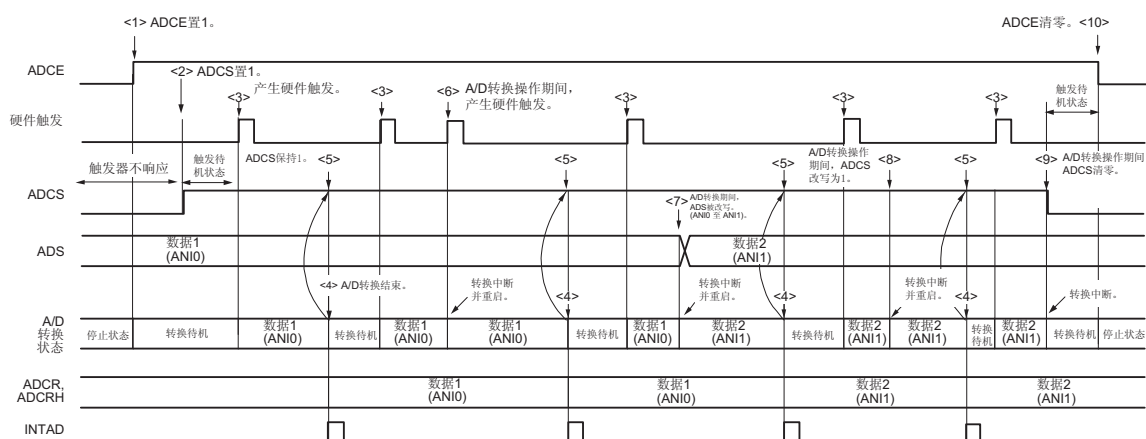 <1> ADCE置1。
ADCE清零。<10>
ADCE
<2> ADCS置1。
<3>
产生硬件触发。
<3>
<6>
A/D转换操作期间，
产生硬件触发。
<3>
<3>
<3>
触发待
机状态
硬件触发
触发器不响应
触发待
机状态
ADCS保持1。
<5>
<5>
<5>
A/D转换操作
期间，ADCS
改写为1。
<8>
<5>
<9>
A/D转换操作期间
ADCS清零。
ADCS
<7>
A/D转换期间，
ADS被改写。
(ANI0 至 ANI1)。
ADS
数据1
(ANI0)
数据2
(ANI1)
<4> A/D转换结束。
转换中断
并重启。
<4>
转换中断
并重启。
<4>
转换中断
并重启。
<4>
转换中断。
A/D
转换
状态
停止状态
转换待机
数据1
(ANI0)
转换待机
数据1
(ANI0)
数据1
(ANI0)
转换待机
数据1
(ANI0)
数据2
(ANI1)
转换待机
数据2
(ANI1)
数据2
(ANI1)
转换
待机
数据2
(ANI1)
转换待机
停止状态
ADCR,
ADCRH
数据1
(ANI0)
数据1
(ANI0)
数据2
(ANI1)
数据2
(ANI1)
INTAD